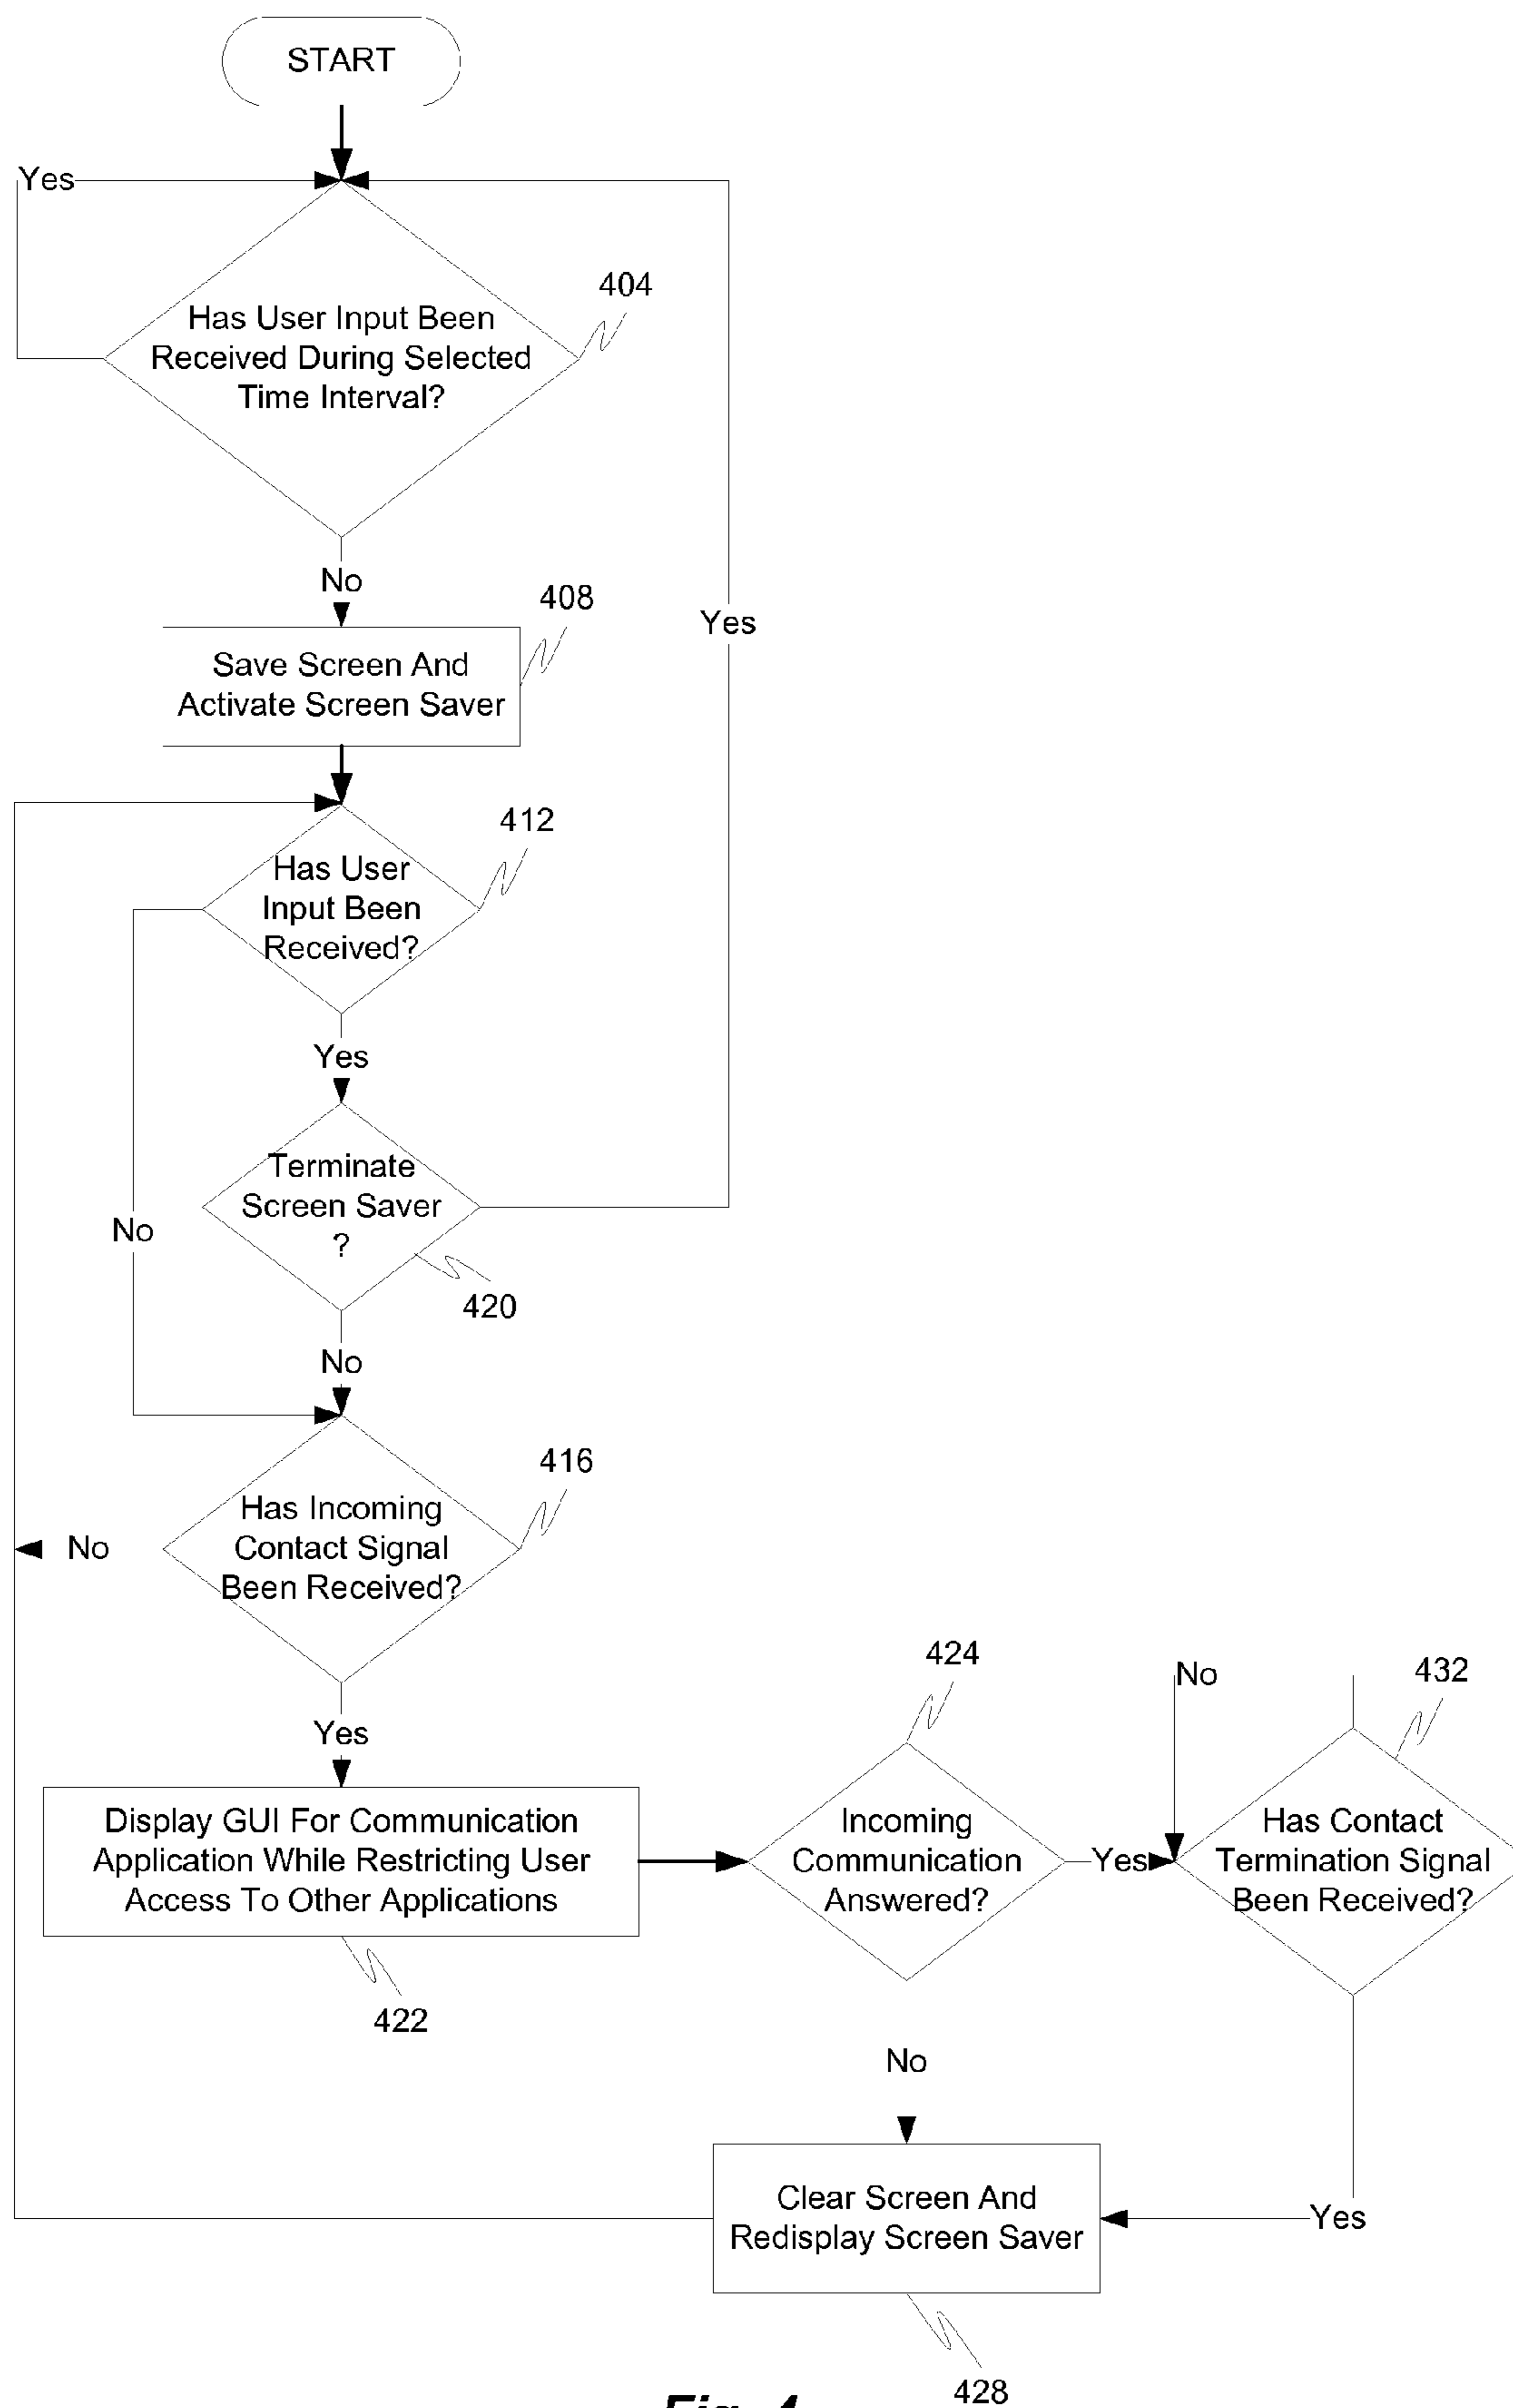 START
Yes
404
Has User Input Been
Received During Selected
Time Interval?
No
408
Yes
Save Screen And
Activate Screen Saver
412
Has User
Input Been
Received?
Yes
Terminate
Screen Saver
?
No
420
No
416
Has Incoming
Contact Signal
Been Received?
No
424
No
432
Yes
Display GUI For Communication
Application While Restricting User
Access To Other Applications
Incoming
Communication
Answered?
Yes
Has Contact
Termination Signal
Been Received?
422
No
Clear Screen And
Redisplay Screen Saver
Yes
428
Fig. 4